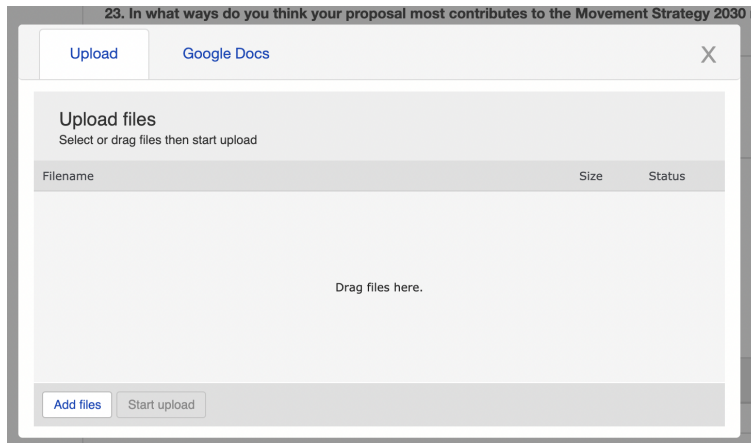 23. In what ways do you think your proposal most contributes to the Movement Strategy 2030
Upload
Google Docs
X
Upload files
Select or drag files then start upload
Filename
Size
Status
Drag files here.
Add files
Start upload